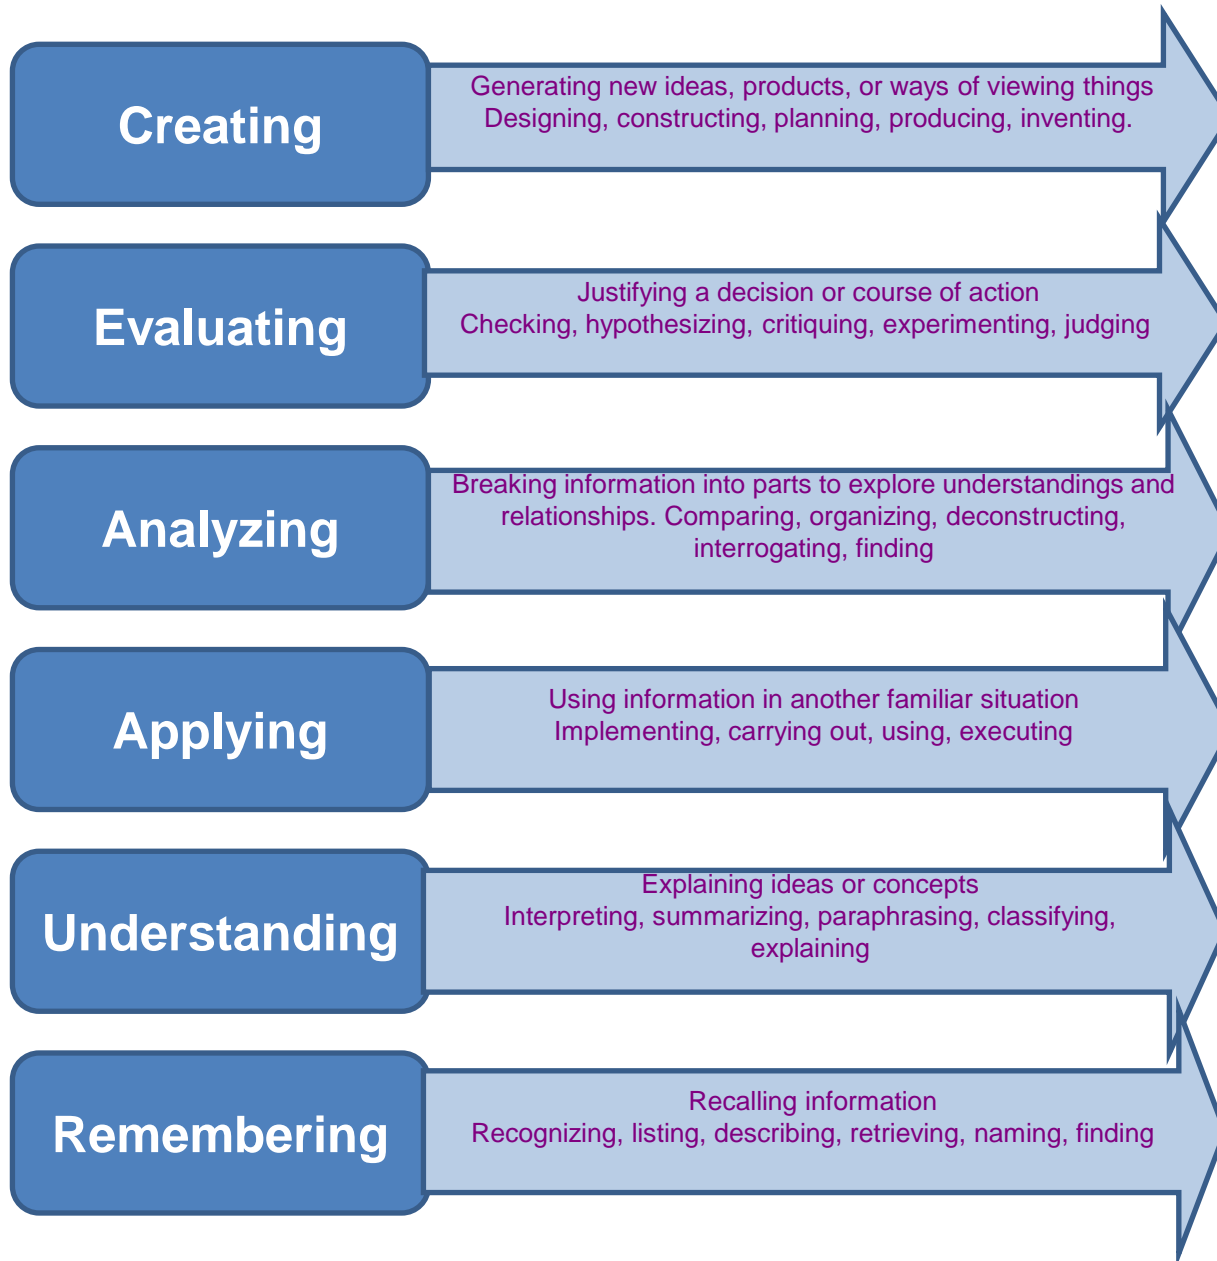 Creating
Generating new ideas, products, or ways of viewing things
Designing, constructing, planning, producing, inventing.
Evaluating
Justifying a decision or course of action
Checking, hypothesizing, critiquing, experimenting, judging
Analyzing
Breaking information into parts to explore understandings and
relationships. Comparing, organizing, deconstructing,
interrogating, finding
Applying
Using information in another familiar situation
Implementing, carrying out, using, executing
Understanding
Explaining ideas or concepts
Interpreting, summarizing, paraphrasing, classifying,
explaining
Remembering
Recalling information
Recognizing, listing, describing, retrieving, naming, finding